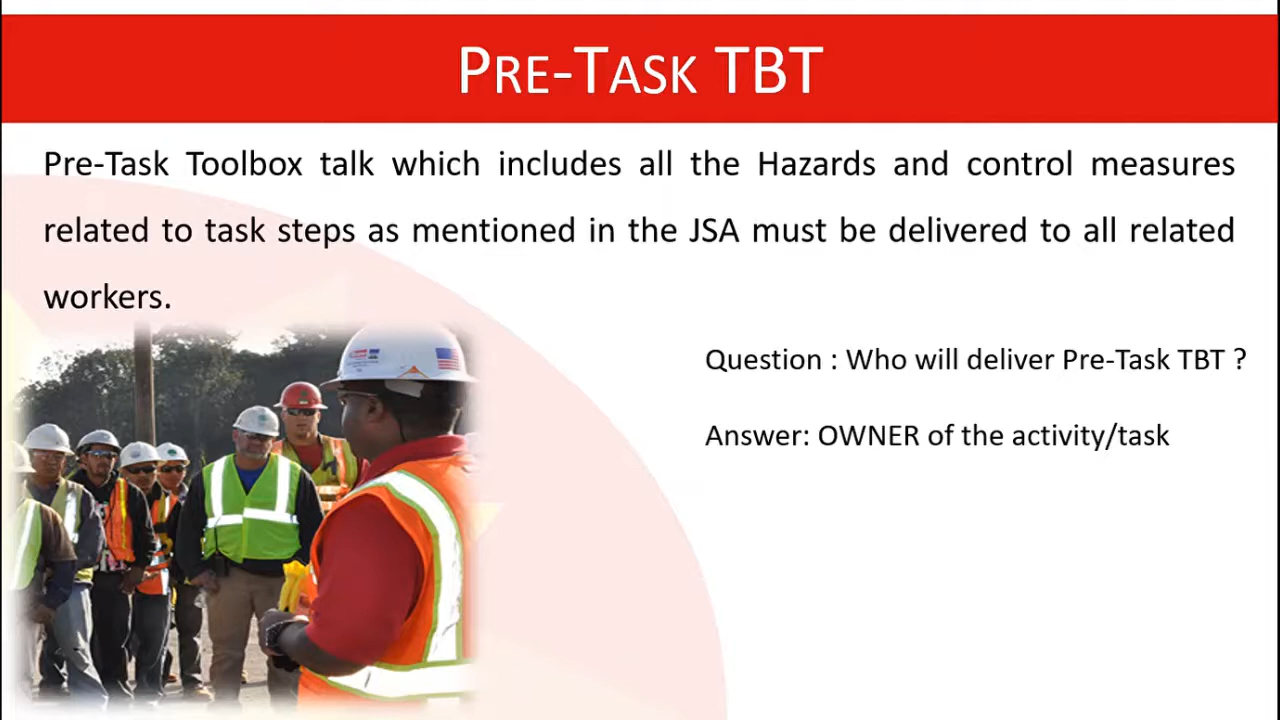 PRE-TASK TBT
Pre-Task Toolbox talk which includes all the Hazards and control measures
related to task steps as mentioned in the JSA must be delivered to all related
workers.
Question : Who will deliver Pre-Task TBT ?
Answer: OWNER of the activity/task